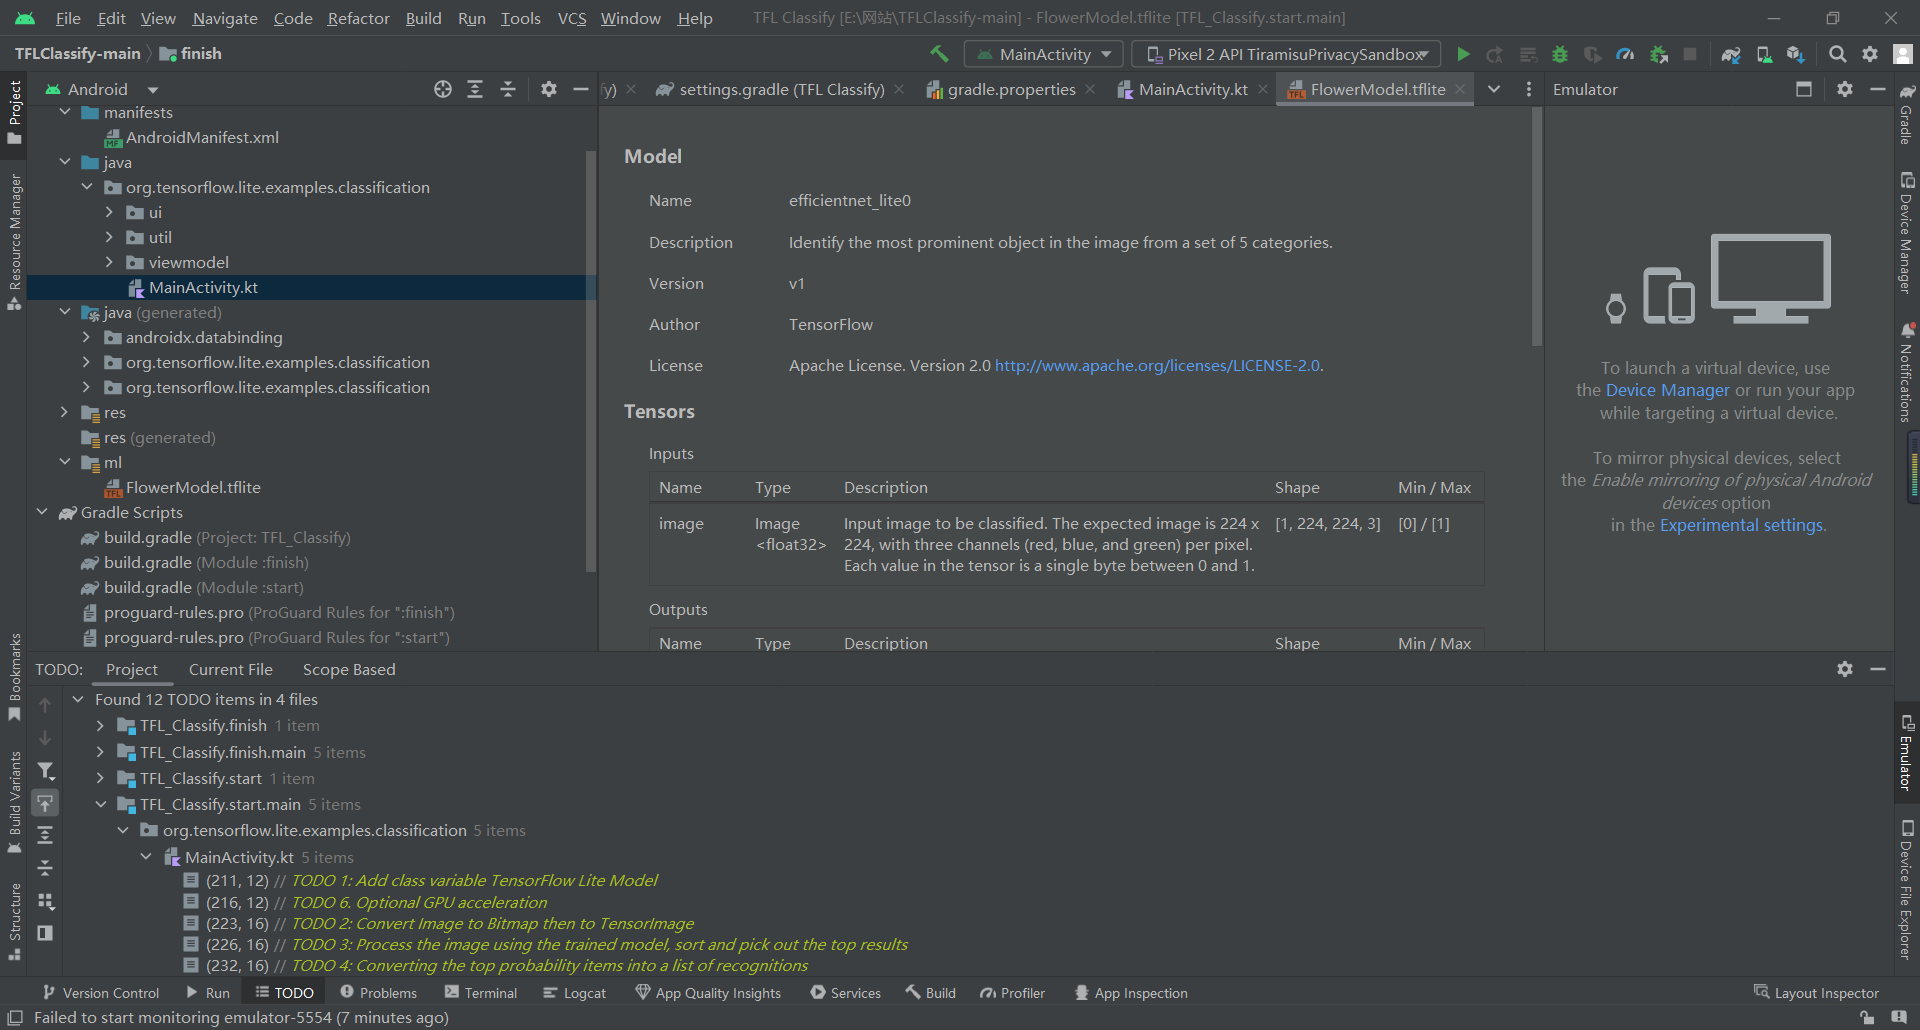 File Edit View Navigate Code Refactor Build Run Tools VCS Window Help TFL Classify [E:\网站\TFLClassify-main] - FlowerModel.tflite [TFL_Classify.start.main]
TFLClassify-main finish MainActivity Pixel 2 API TiramisuPrivacySandbox
Android
fy) settings.gradle (TFL Classify) gradle.properties MainActivity.kt FlowerModel.tflite
Emulator
Project
Resource Manager
Bookmarks
Build Variants
Structure
manifests
AndroidManifest.xml
java
org.tensorflow.lite.examples.classification
ui
util
viewmodel
MainActivity.kt
java (generated)
androidx.databinding
org.tensorflow.lite.examples.classification
org.tensorflow.lite.examples.classification
res
res (generated)
ml
FlowerModel.tflite
Gradle Scripts
build.gradle (Project: TFL_Classify)
build.gradle (Module :finish)
build.gradle (Module :start)
proguard-rules.pro (ProGuard Rules for ":finish")
proguard-rules.pro (ProGuard Rules for ":start")
Model
Name efficientnet_lite0
Description Identify the most prominent object in the image from a set of 5 categories.
Version v1
Author TensorFlow
License Apache License. Version 2.0 http://www.apache.org/licenses/LICENSE-2.0.
Tensors
Inputs
Name Type Description Shape Min / Max
image Image Input image to be classified. The expected image is 224 x [1, 224, 224, 3] [0] / [1]
<float32> 224, with three channels (red, blue, and green) per pixel.
Each value in the tensor is a single byte between 0 and 1.
Outputs
Name Type Description Shape Min / Max
To launch a virtual device, use
the Device Manager or run your app
while targeting a virtual device.
To mirror physical devices, select
the Enable mirroring of physical Android
devices option
in the Experimental settings.
Gradle
Device Manager
Notifications
Emulator
Device File Explorer
TODO: Project Current File Scope Based
Found 12 TODO items in 4 files
TFL_Classify.finish 1 item
TFL_Classify.finish.main 5 items
TFL_Classify.start 1 item
TFL_Classify.start.main 5 items
org.tensorflow.lite.examples.classification 5 items
MainActivity.kt 5 items
(211, 12) // TODO 1: Add class variable TensorFlow Lite Model
(216, 12) // TODO 6. Optional GPU acceleration
(223, 16) // TODO 2: Convert Image to Bitmap then to TensorImage
(226, 16) // TODO 3: Process the image using the trained model, sort and pick out the top results
(232, 16) // TODO 4: Converting the top probability items into a list of recognitions
Version Control Run TODO Problems Terminal Logcat App Quality Insights Services Build Profiler App Inspection Layout Inspector
Failed to start monitoring emulator-5554 (7 minutes ago)